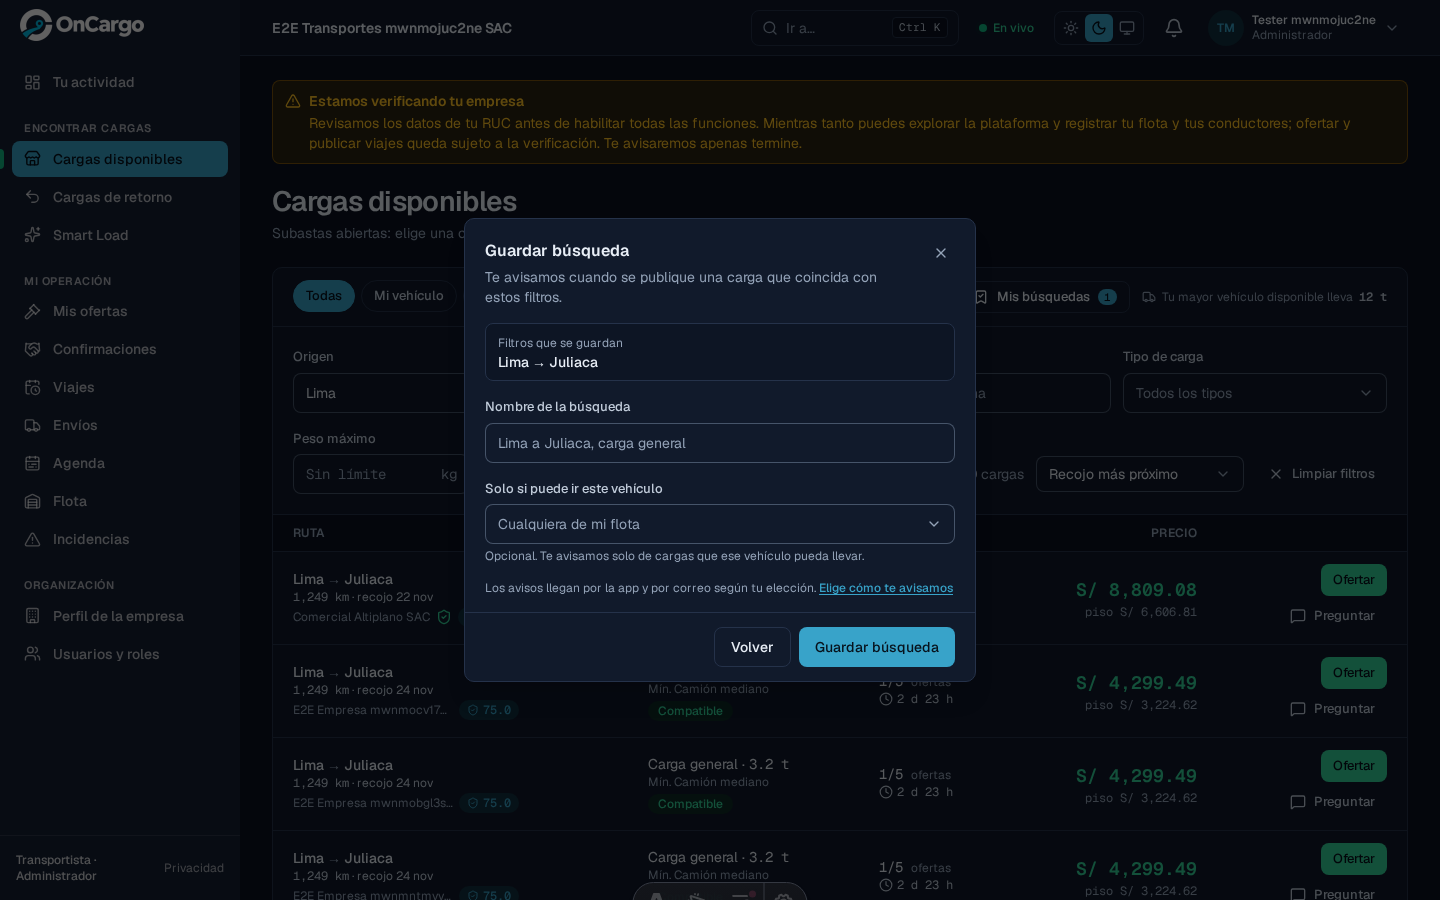 OnCargo
E2E Transportes mwnmojuc2ne SAC
Ir a...
Ctrl K
En vivo
TM
Tester mwnmojuc2ne
Administrador
Tu actividad
ENCONTRAR CARGAS
Cargas disponibles
Cargas de retorno
Smart Load
MI OPERACIÓN
Mis ofertas
Confirmaciones
Viajes
Envíos
Agenda
Flota
Incidencias
ORGANIZACIÓN
Perfil de la empresa
Usuarios y roles
Transportista ·
Administrador
Privacidad
Estamos verificando tu empresa
Revisamos los datos de tu RUC antes de habilitar todas las funciones. Mientras tanto puedes explorar la plataforma y registrar tu flota y tus conductores; ofertar y
publicar viajes queda sujeto a la verificación. Te avisaremos apenas termine.
Cargas disponibles
Subastas abiertas: elige una
Todas
Mi vehículo
Mis búsquedas 1
Tu mayor vehículo disponible lleva 12 t
Origen
Lima
Tipo de carga
Todos los tipos
Peso máximo
Sin límite kg
cargas
Recojo más próximo
Limpiar filtros
Guardar búsqueda
Te avisamos cuando se publique una carga que coincida con
estos filtros.
Filtros que se guardan
Lima → Juliaca
Nombre de la búsqueda
Lima a Juliaca, carga general
Solo si puede ir este vehículo
Cualquiera de mi flota
Opcional. Te avisamos solo de cargas que ese vehículo pueda llevar.
Los avisos llegan por la app y por correo según tu elección. Elige cómo te avisamos
Volver
Guardar búsqueda
RUTA
PRECIO
Lima → Juliaca
1,249 km · recojo 22 nov
Comercial Altiplano SAC
S/ 8,809.08
piso S/ 6,606.81
Ofertar
Preguntar
Lima → Juliaca
1,249 km · recojo 24 nov
E2E Empresa mwnmocv17... 75.0
Mín. Camión mediano
Compatible
1/5 ofertas
2 d 23 h
S/ 4,299.49
piso S/ 3,224.62
Ofertar
Preguntar
Lima → Juliaca
1,249 km · recojo 24 nov
E2E Empresa mwnmobgl3s... 75.0
Carga general · 3.2 t
Mín. Camión mediano
Compatible
1/5 ofertas
2 d 23 h
S/ 4,299.49
piso S/ 3,224.62
Ofertar
Preguntar
Lima → Juliaca
1,249 km · recojo 24 nov
E2E Empresa mwnmntmvv... 75.0
Carga general · 3.2 t
Mín. Camión mediano
1/5 ofertas
2 d 23 h
S/ 4,299.49
piso S/ 3,224.62
Ofertar
Preguntar